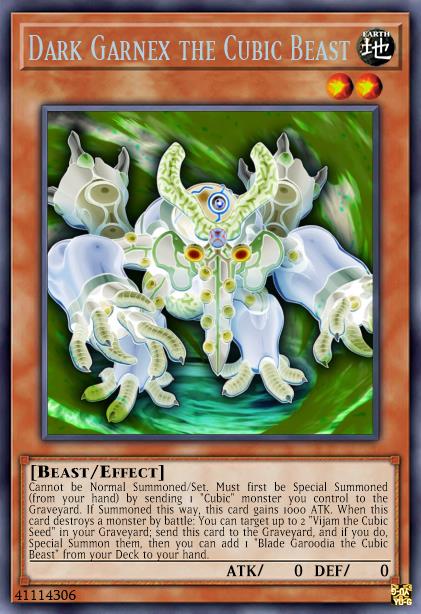 DARK GARNEX THE CUBIC BEAST
EARTH
地
[BEAST/EFFECT]
Cannot be Normal Summoned/Set. Must first be Special Summoned
(from your hand) by sending 1 "Cubic" monster you control to the
Graveyard. If Summoned this way, this card gains 1000 ATK. When this
card destroys a monster by battle: You can target up to 2 "Vijam the Cubic
Seed" in your Graveyard; send this card to the Graveyard, and if you do,
Special Summon them, then you can add 1 "Blade Garoodia the Cubic
Beast" from your Deck to your hand.
ATK/ 0 DEF/ 0
41114306